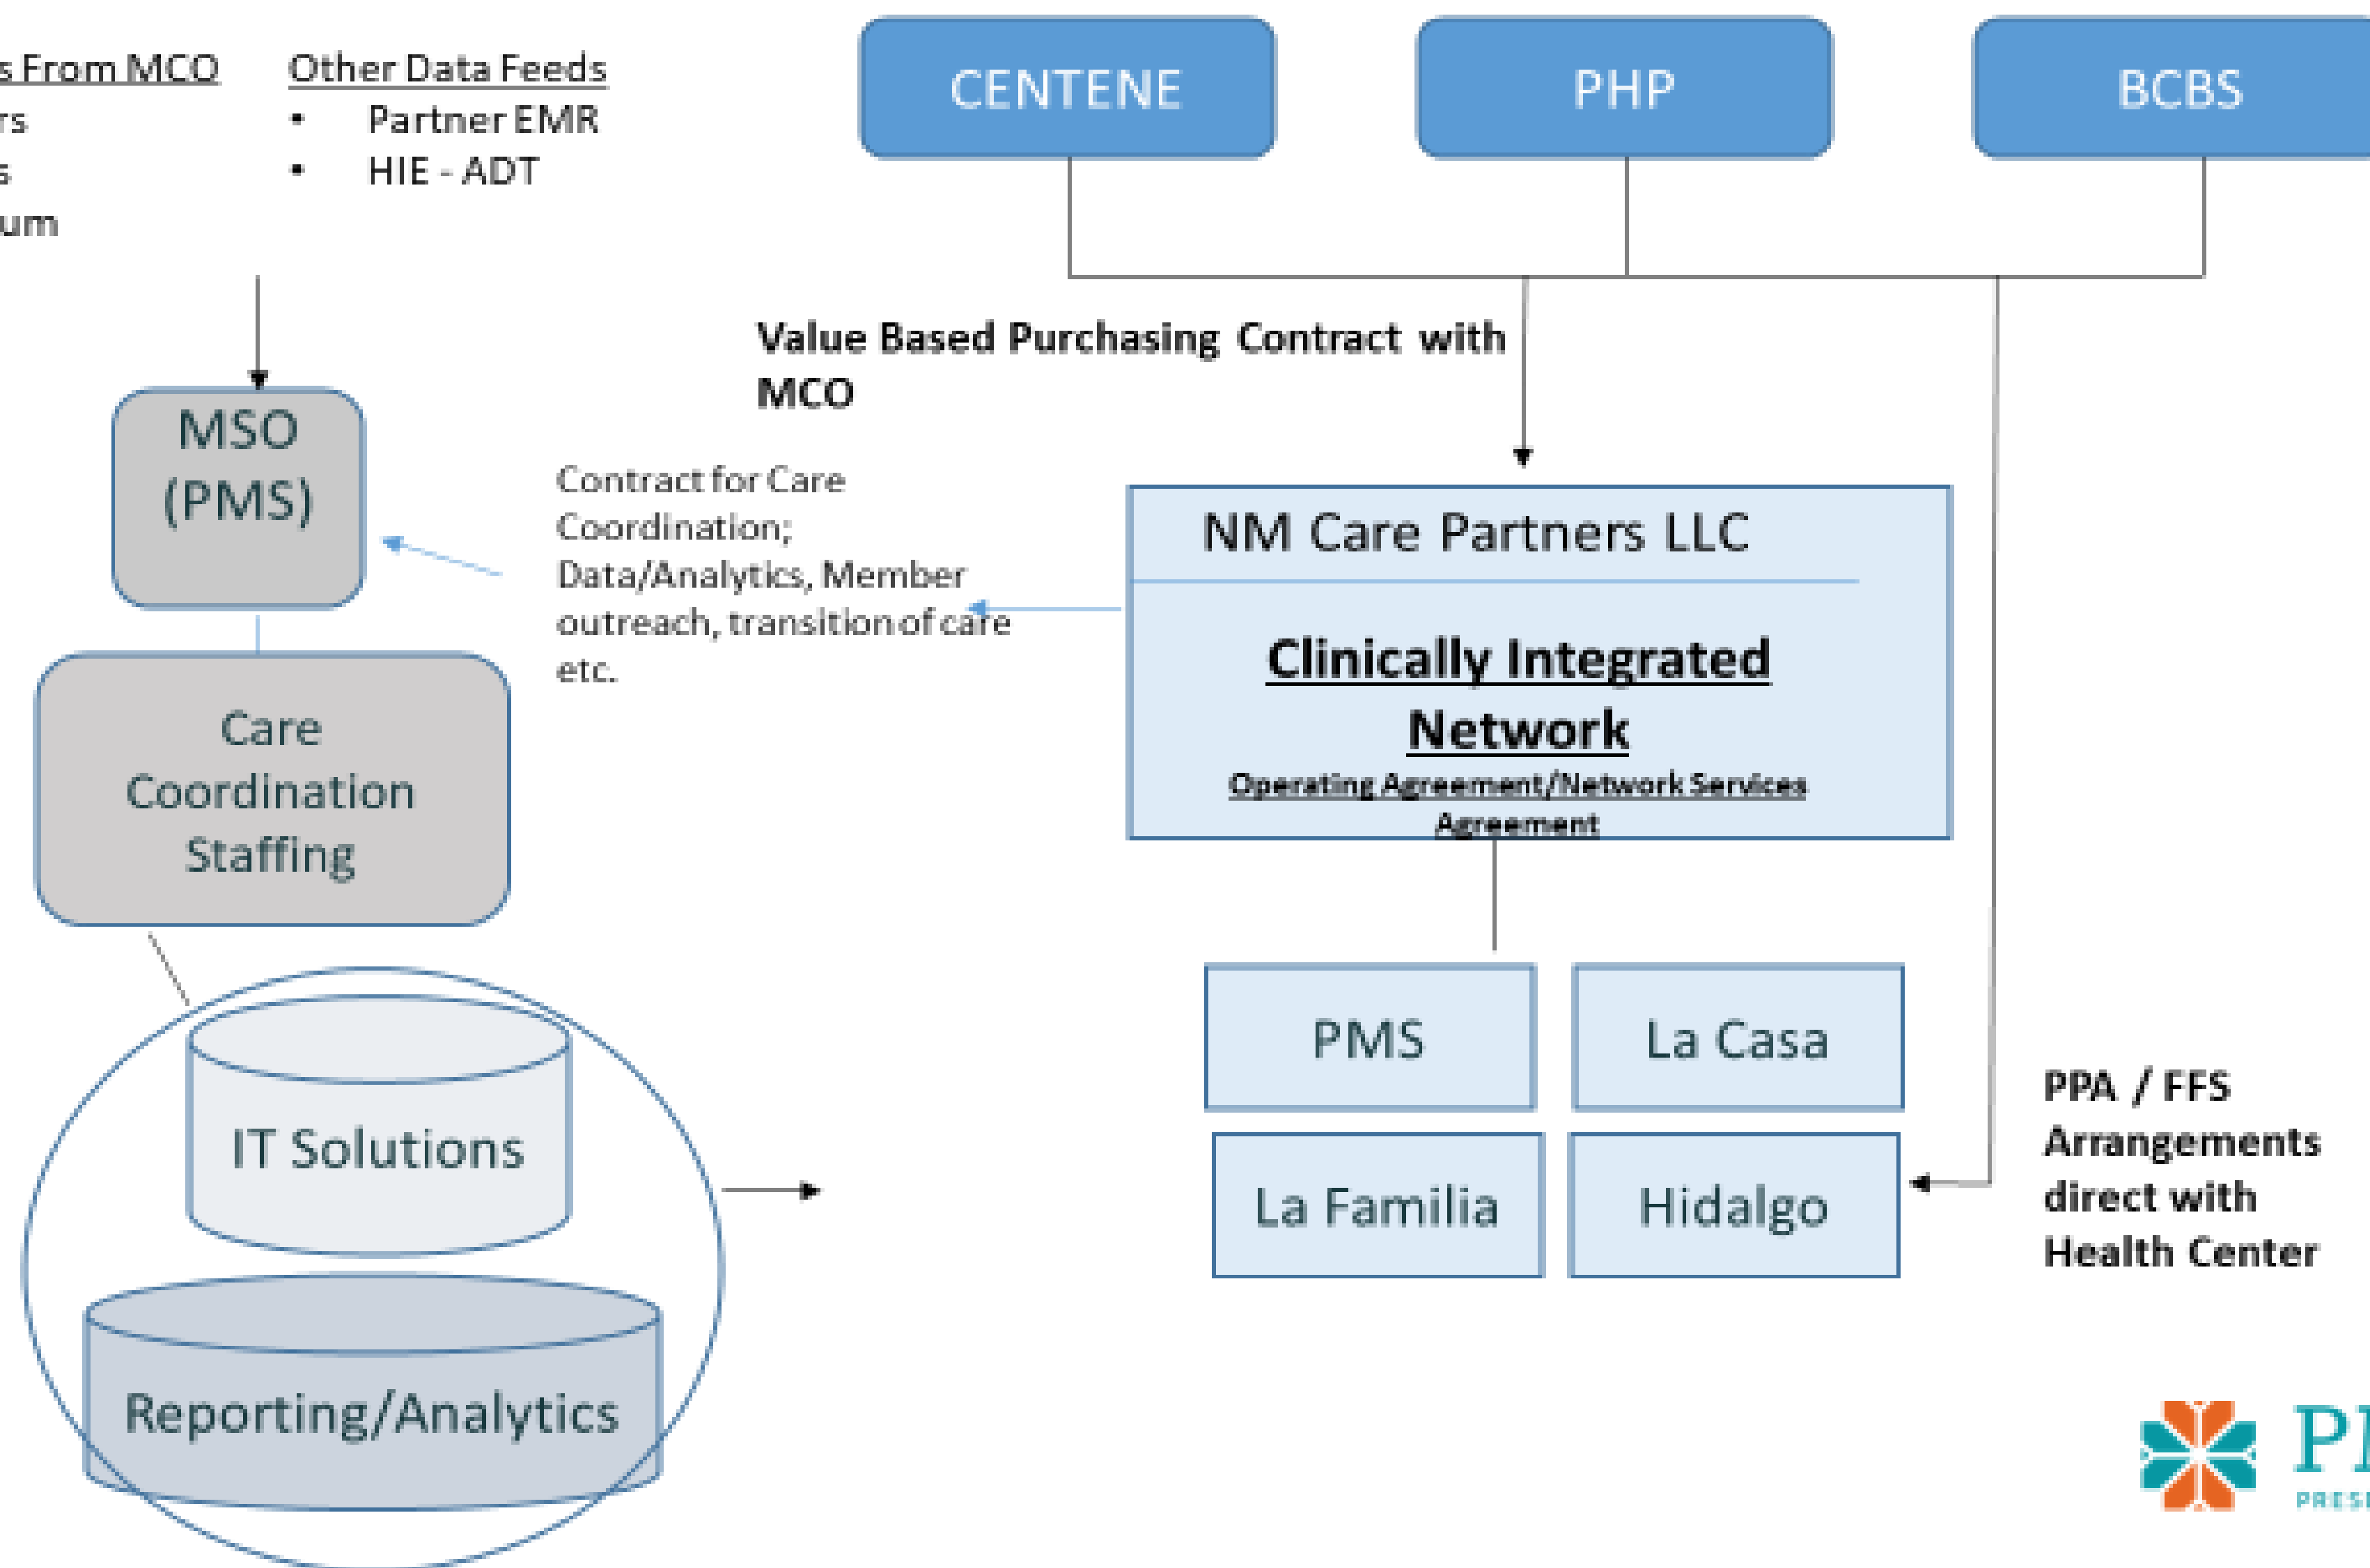 From MCO
Other Data Feeds
• Partner EMR
• HIE - ADT
CENTENE
PHP
BCBS
Value Based Purchasing Contract with
MCO
MSO
(PMS)
Contract for Care
Coordination;
Data/Analytics, Member
outreach, transition of care
etc.
NM Care Partners LLC
Clinically Integrated
Network
Operating Agreement/Network Services
Agreement
Care
Coordination
Staffing
PMS
La Casa
La Familia
Hidalgo
PPA / FFS
Arrangements
direct with
Health Center
IT Solutions
Reporting/Analytics